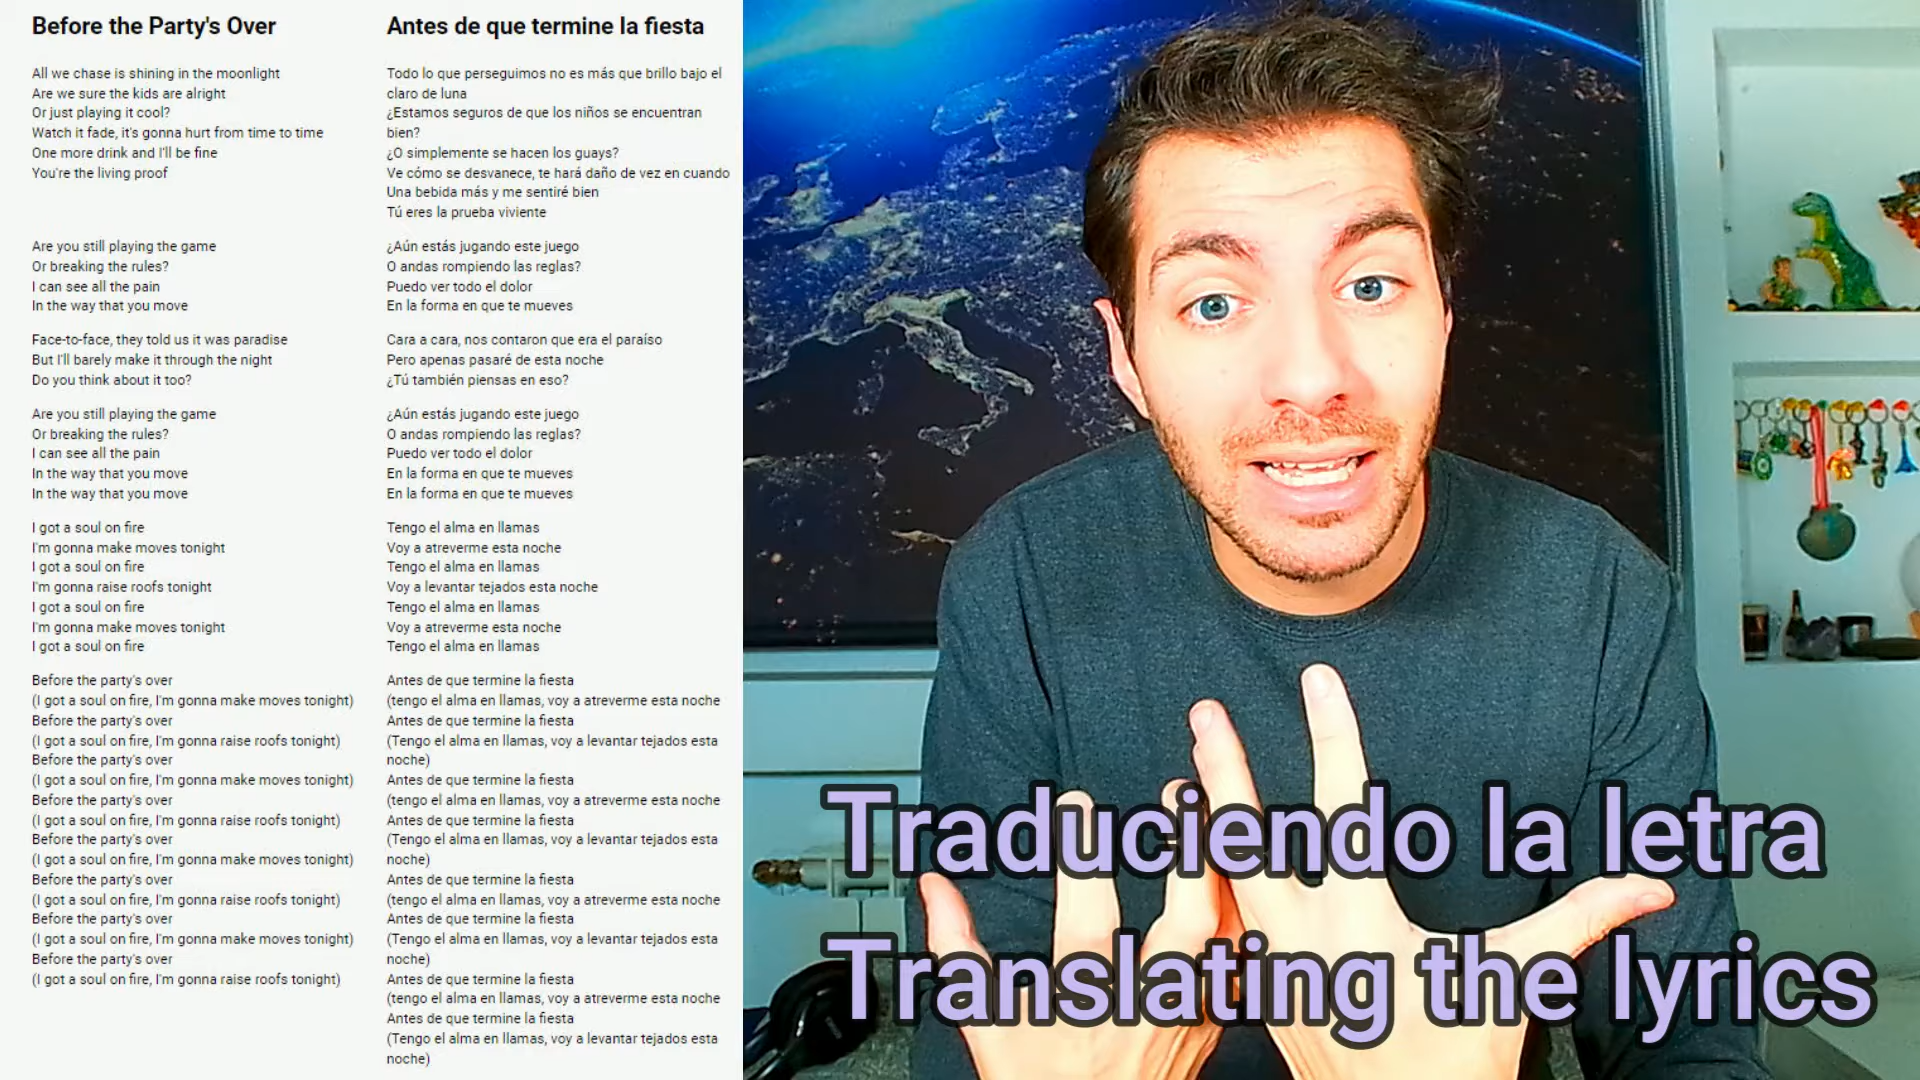 Before the Party's Over
All we chase is shining in the moonlight
Are we sure the kids are alright
Or just playing it cool?
Watch it fade, it's gonna hurt from time to time
One more drink and I'll be fine
You're the living proof
Are you still playing the game
Or breaking the rules?
I can see all the pain
In the way that you move
Face-to-face, they told us it was paradise
But I'll barely make it through the night
Do you think about it too?
Are you still playing the game
Or breaking the rules?
I can see all the pain
In the way that you move
In the way that you move
I got a soul on fire
I'm gonna make moves tonight
I got a soul on fire
I'm gonna raise roofs tonight
I got a soul on fire
I'm gonna make moves tonight
I got a soul on fire
Before the party's over
(I got a soul on fire, I'm gonna make moves tonight)
Before the party's over
(I got a soul on fire, I'm gonna raise roofs tonight)
Before the party's over
(I got a soul on fire, I'm gonna make moves tonight)
Before the party's over
(I got a soul on fire, I'm gonna raise roofs tonight)
Before the party's over
(I got a soul on fire, I'm gonna make moves tonight)
Before the party's over
(I got a soul on fire, I'm gonna raise roofs tonight)
Before the party's over
(I got a soul on fire, I'm gonna make moves tonight)
Before the party's over
(I got a soul on fire, I'm gonna raise roofs tonight)
Antes de que termine la fiesta
Todo lo que perseguimos no es más que brillo bajo el
claro de luna
¿Estamos seguros de que los niños se encuentran
bien?
¿O simplemente se hacen los guays?
Ve cómo se desvanece, te hará daño de vez en cuando
Una bebida más y me sentiré bien
Tú eres la prueba viviente
¿Aún estás jugando este juego
O andas rompiendo las reglas?
Puedo ver todo el dolor
En la forma en que te mueves
Cara a cara, nos contaron que era el paraíso
Pero apenas pasaré de esta noche
¿Tú también piensas en eso?
¿Aún estás jugando este juego
O andas rompiendo las reglas?
Puedo ver todo el dolor
En la forma en que te mueves
En la forma en que te mueves
Tengo el alma en llamas
Voy a atreverme esta noche
Tengo el alma en llamas
Voy a levantar tejados esta noche
Tengo el alma en llamas
Voy a atreverme esta noche
Tengo el alma en llamas
Antes de que termine la fiesta
(tengo el alma en llamas, voy a atreverme esta noche
Antes de que termine la fiesta
(Tengo el alma en llamas, voy a levantar tejados esta
noche)
Antes de que termine la fiesta
(tengo el alma en llamas, voy a atreverme esta noche
Antes de que termine la fiesta
(Tengo el alma en llamas, voy a levantar tejados esta
noche)
Antes de que termine la fiesta
(tengo el alma en llamas, voy a atreverme esta noche
Antes de que termine la fiesta
(Tengo el alma en llamas, voy a levantar tejados esta
noche)
Antes de que termine la fiesta
(tengo el alma en llamas, voy a atreverme esta noche
Antes de que termine la fiesta
(Tengo el alma en llamas, voy a levantar tejados esta
noche)
Traduciendo la letra
Translating the lyrics